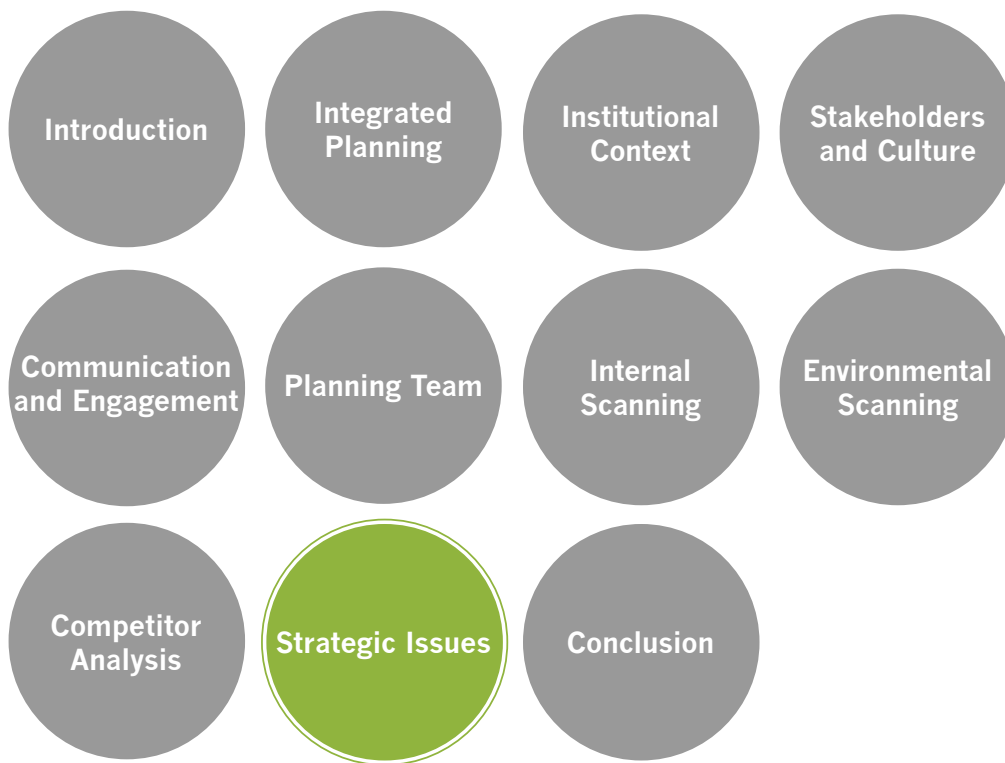 Introduction
Integrated
Planning
Institutional
Context
Stakeholders
and Culture
Communication
and Engagement
Planning Team
Internal
Scanning
Environmental
Scanning
Competitor
Analysis
Strategic Issues
Conclusion